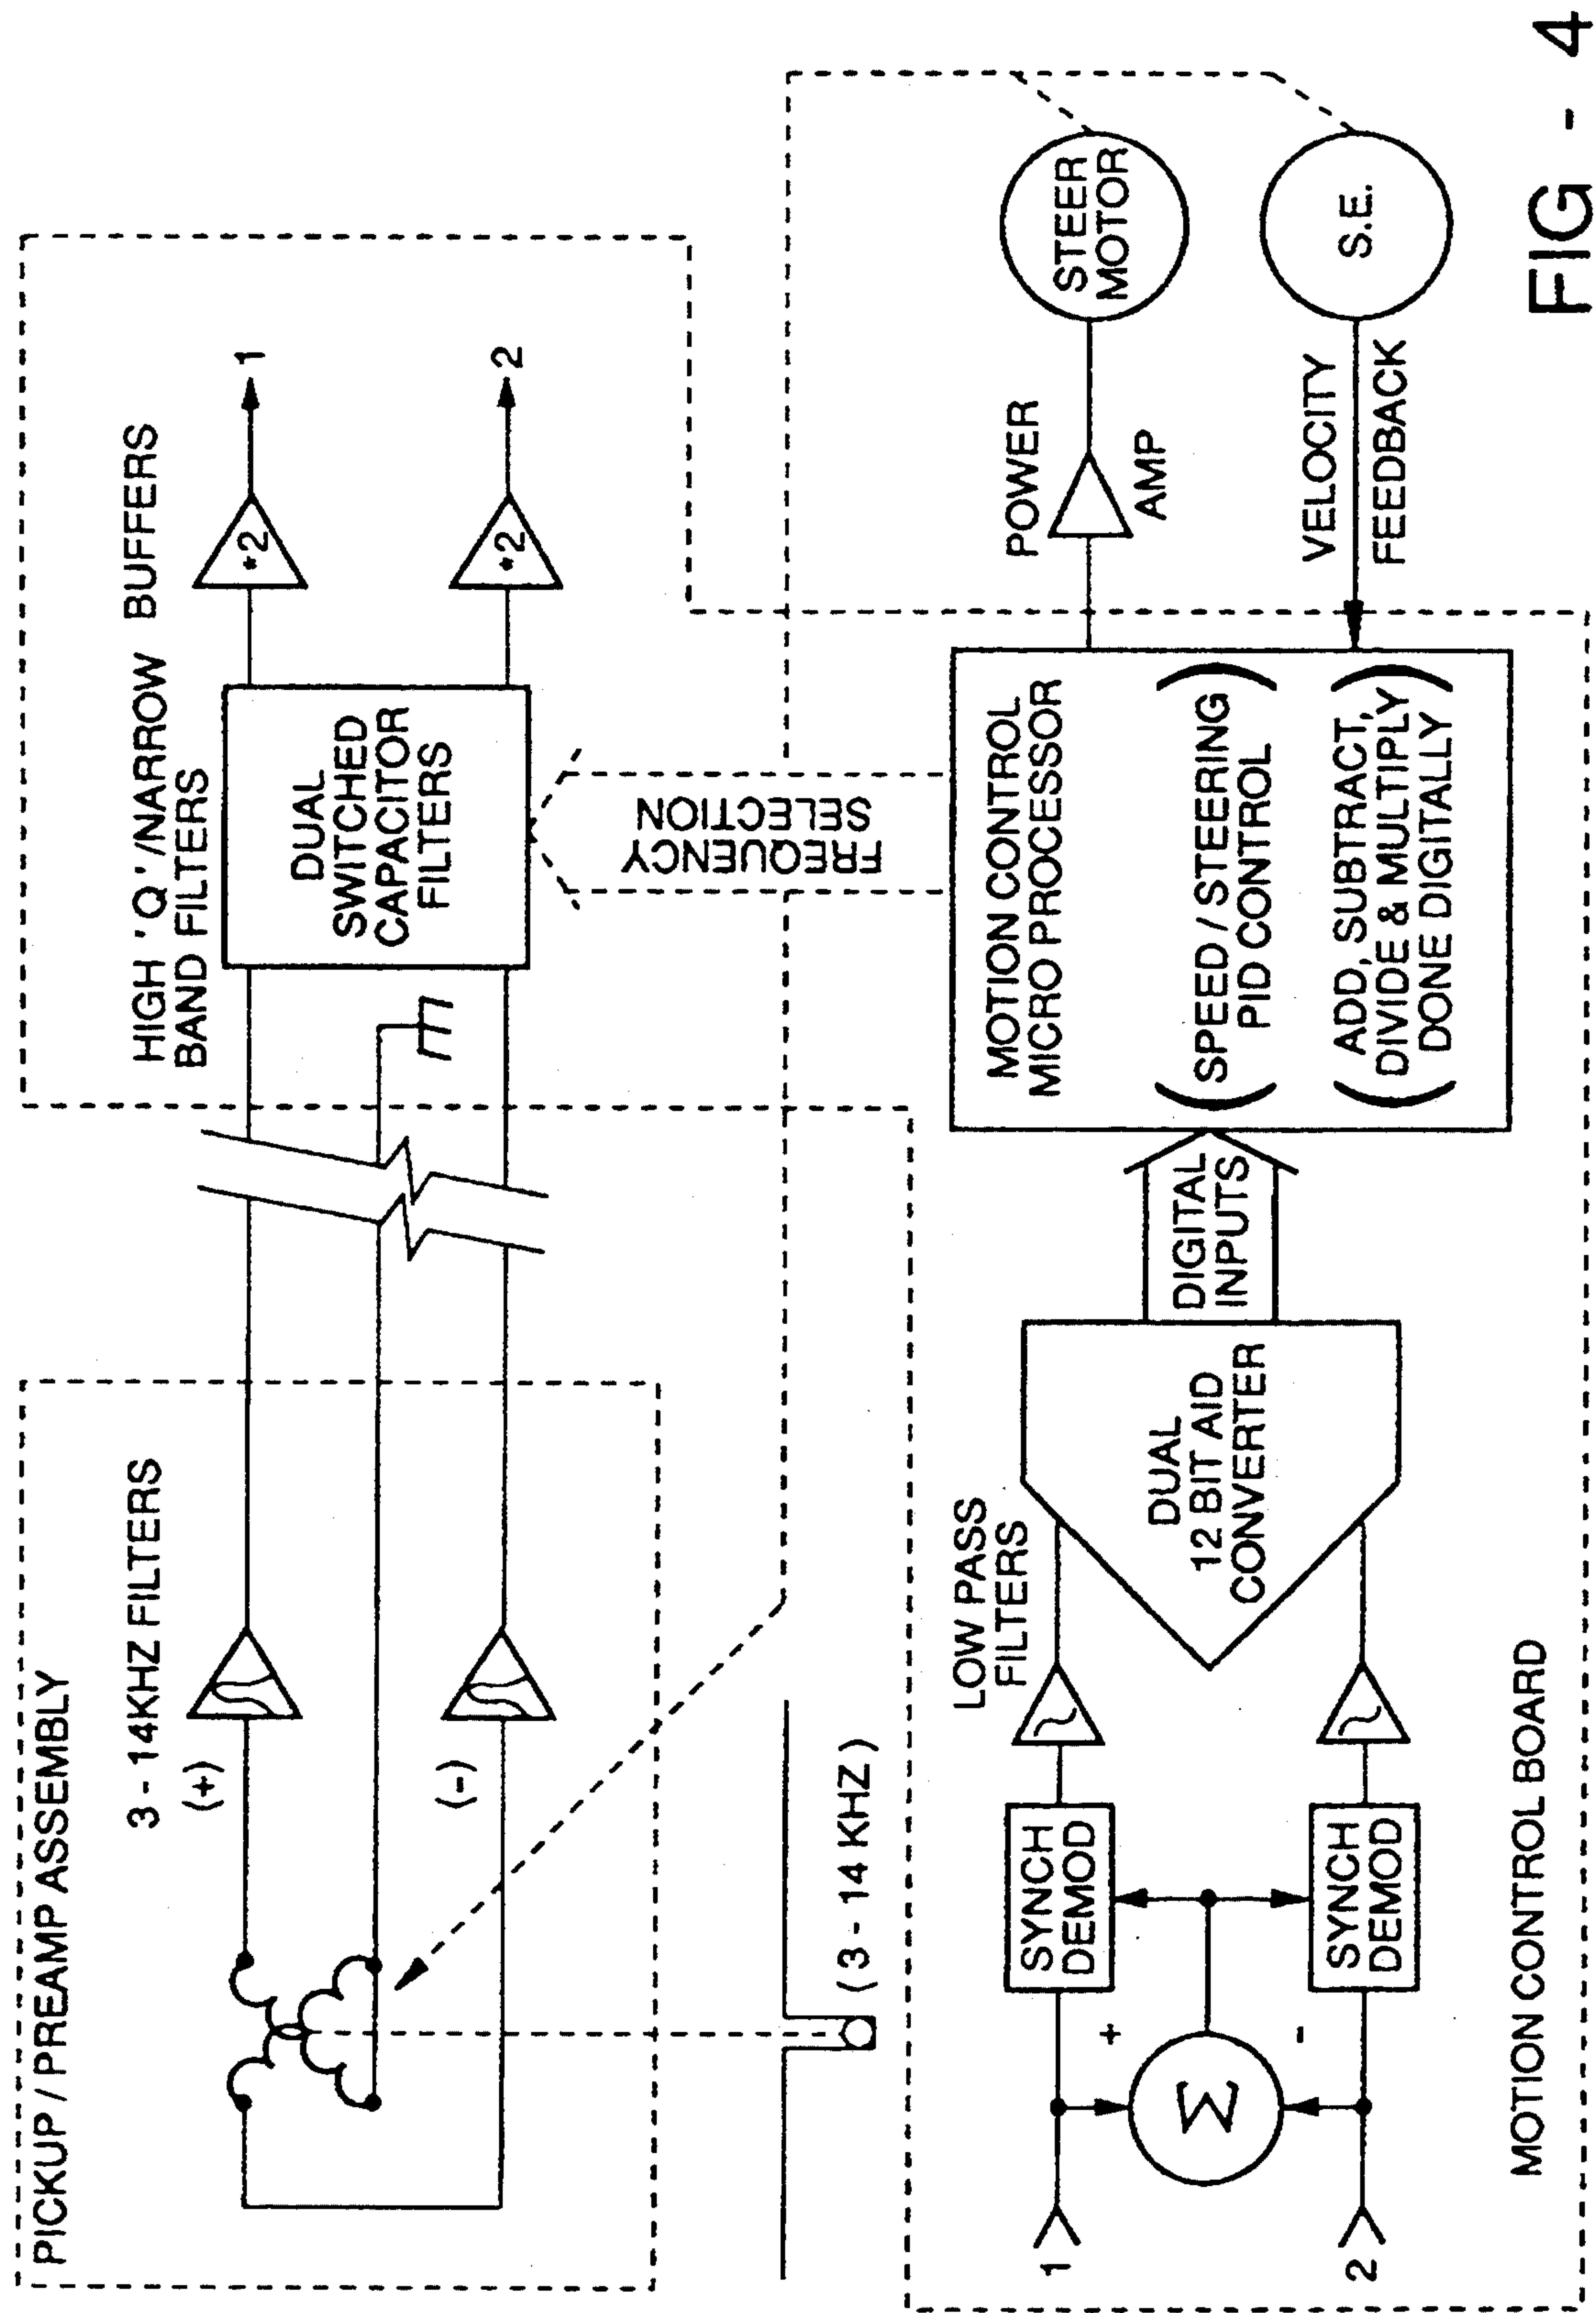 PICKUP / PREAMP ASSEMBLY
3 - 14KHZ FILTERS
(+)
(-)
HIGH 'Q'/NARROW
BAND FILTERS
BUFFERS
DUAL
SWITCHED
CAPACITOR
FILTERS
*2
1
*2
2
FREQUENCY
SELECTION
( 3 - 14 KHZ )
1
2
+
-
Σ
SYNCH
DEMOD
SYNCH
DEMOD
LOW PASS
FILTERS
DUAL
12 BIT AID
CONVERTER
DIGITAL
INPUTS
MOTION CONTROL
MICRO PROCESSOR
(SPEED / STEERING
PID CONTROL)
(ADD, SUBTRACT,
DIVIDE & MULTIPLY
DONE DIGITALLY)
POWER
AMP
STEER
MOTOR
VELOCITY
FEEDBACK
S.E.
MOTION CONTROL BOARD
FIG - 4